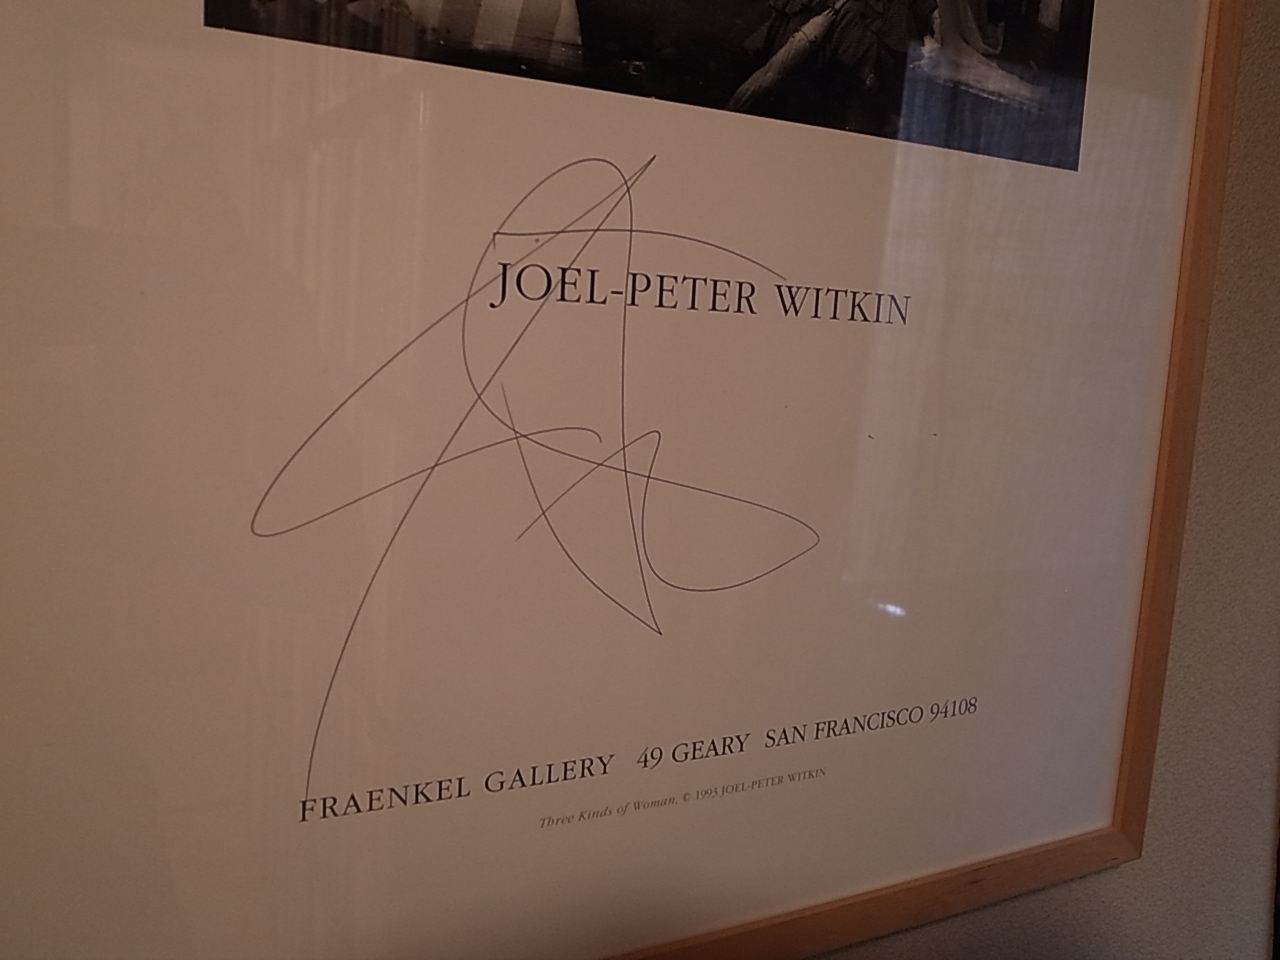 JOEL-PETER WITKIN
FRAENKEL GALLERY 49 GEARY SAN FRANCISCO 94108
Three Kinds of Woman, © 1993 JOEL-PETER WITKIN